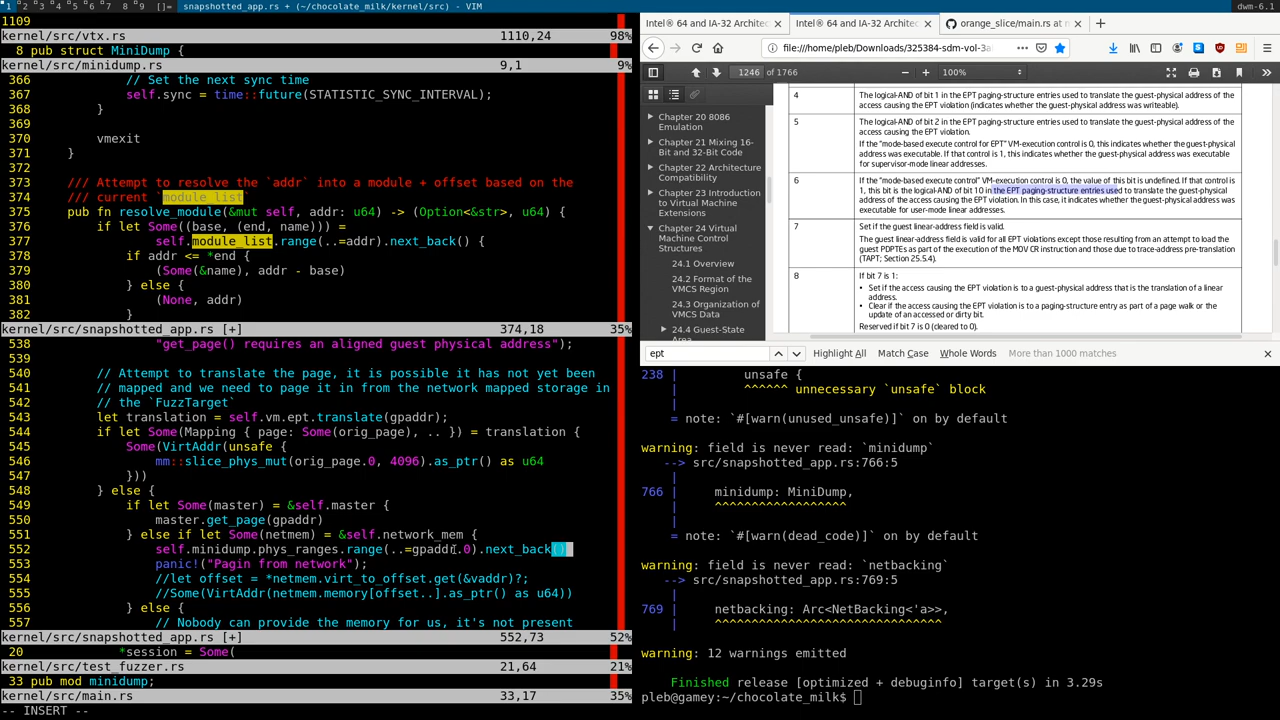 1 2 3 4 5 6 7 8 9 []= snapshotted_app.rs + (~/chocolate_milk/kernel/src) - VIM dwm-6.1
1109
kernel/src/vtx.rs 1110,24 98%
8 pub struct MiniDump {
kernel/src/minidump.rs 9,1 9%
366 // Set the next sync time
367 self.sync = time::future(STATISTIC_SYNC_INTERVAL);
368 }
369
370 vmexit
371 }
372
373 /// Attempt to resolve the `addr` into a module + offset based on the
374 /// current `module_list`
375 pub fn resolve_module(&mut self, addr: u64) -> (Option<&str>, u64) {
376 if let Some((base, (end, name))) =
377 self.module_list.range(..=addr).next_back() {
378 if addr <= *end {
379 (Some(&name), addr - base)
380 } else {
381 (None, addr)
382 }
kernel/src/snapshotted_app.rs [+] 374,18 35%
538 "get_page() requires an aligned guest physical address");
539
540 // Attempt to translate the page, it is possible it has not yet been
541 // mapped and we need to page it in from the network mapped storage in
542 // the `FuzzTarget`
543 let translation = self.vm.ept.translate(gpaddr);
544 if let Some(Mapping { page: Some(orig_page), .. }) = translation {
545 Some(VirtAddr(unsafe {
546 mm::slice_phys_mut(orig_page.0, 4096).as_ptr() as u64
547 }))
548 } else {
549 if let Some(master) = &self.master {
550 master.get_page(gpaddr)
551 } else if let Some(netmem) = &self.network_mem {
552 self.minidump.phys_ranges.range(..=gpaddr.0).next_back()
553 panic!("Pagin from network");
554 //let offset = *netmem.virt_to_offset.get(&vaddr)?;
555 //Some(VirtAddr(netmem.memory[offset..].as_ptr() as u64))
556 } else {
557 // Nobody can provide the memory for us, it's not present
kernel/src/snapshotted_app.rs [+] 552,73 52%
20 *session = Some(
kernel/src/test_fuzzer.rs 21,64 21%
33 pub mod minidump;
kernel/src/main.rs 33,17 35%
-- INSERT --
Intel® 64 and IA-32 Architec × Intel® 64 and IA-32 Architec × orange_slice/main.rs at n × +
file:///home/pleb/Downloads/325384-sdm-vol-3a
1246 of 1766 − + 100%
Chapter 20 8086
Emulation
Chapter 21 Mixing 16-
Bit and 32-Bit Code
Chapter 22 Architecture
Compatibility
Chapter 23 Introduction
to Virtual Machine
Extensions
Chapter 24 Virtual
Machine Control
Structures
24.1 Overview
24.2 Format of the
VMCS Region
24.3 Organization of
VMCS Data
24.4 Guest-State
Area
4 The logical-AND of bit 1 in the EPT paging-structure entries used to translate the guest-physical address of the
access causing the EPT violation (indicates whether the guest-physical address was writeable).
5 The logical-AND of bit 2 in the EPT paging-structure entries used to translate the guest-physical address of the
access causing the EPT violation.
If the "mode-based execute control for EPT" VM-execution control is 0, this indicates whether the guest-physical
address was executable. If that control is 1, this indicates whether the guest-physical address was executable
for supervisor-mode linear addresses.
6 If the "mode-based execute control" VM-execution control is 0, the value of this bit is undefined. If that control is
1, this bit is the logical-AND of bit 10 in the EPT paging-structure entries used to translate the guest-physical
address of the access causing the EPT violation. In this case, it indicates whether the guest-physical address was
executable for user-mode linear addresses.
7 Set if the guest linear-address field is valid.
The guest linear-address field is valid for all EPT violations except those resulting from an attempt to load the
guest PDPTEs as part of the execution of the MOV CR instruction and those due to trace-address pre-translation
(TAPT; Section 25.5.4).
8 If bit 7 is 1:
• Set if the access causing the EPT violation is to a guest-physical address that is the translation of a linear
address.
• Clear if the access causing the EPT violation is to a paging-structure entry as part of a page walk or the
update of an accessed or dirty bit.
Reserved if bit 7 is 0 (cleared to 0).
ept Highlight All Match Case Whole Words More than 1000 matches ×
238 | unsafe {
| ^^^^^^ unnecessary `unsafe` block
|
= note: `#[warn(unused_unsafe)]` on by default
warning: field is never read: `minidump`
--> src/snapshotted_app.rs:766:5
|
766 | minidump: MiniDump,
| ^^^^^^^^^^^^^^^^^^
|
= note: `#[warn(dead_code)]` on by default
warning: field is never read: `netbacking`
--> src/snapshotted_app.rs:769:5
|
769 | netbacking: Arc<NetBacking<'a>>,
| ^^^^^^^^^^^^^^^^^^^^^^^^^^^^^^^
|
warning: 12 warnings emitted
Finished release [optimized + debuginfo] target(s) in 3.29s
pleb@gamey:~/chocolate_milk$